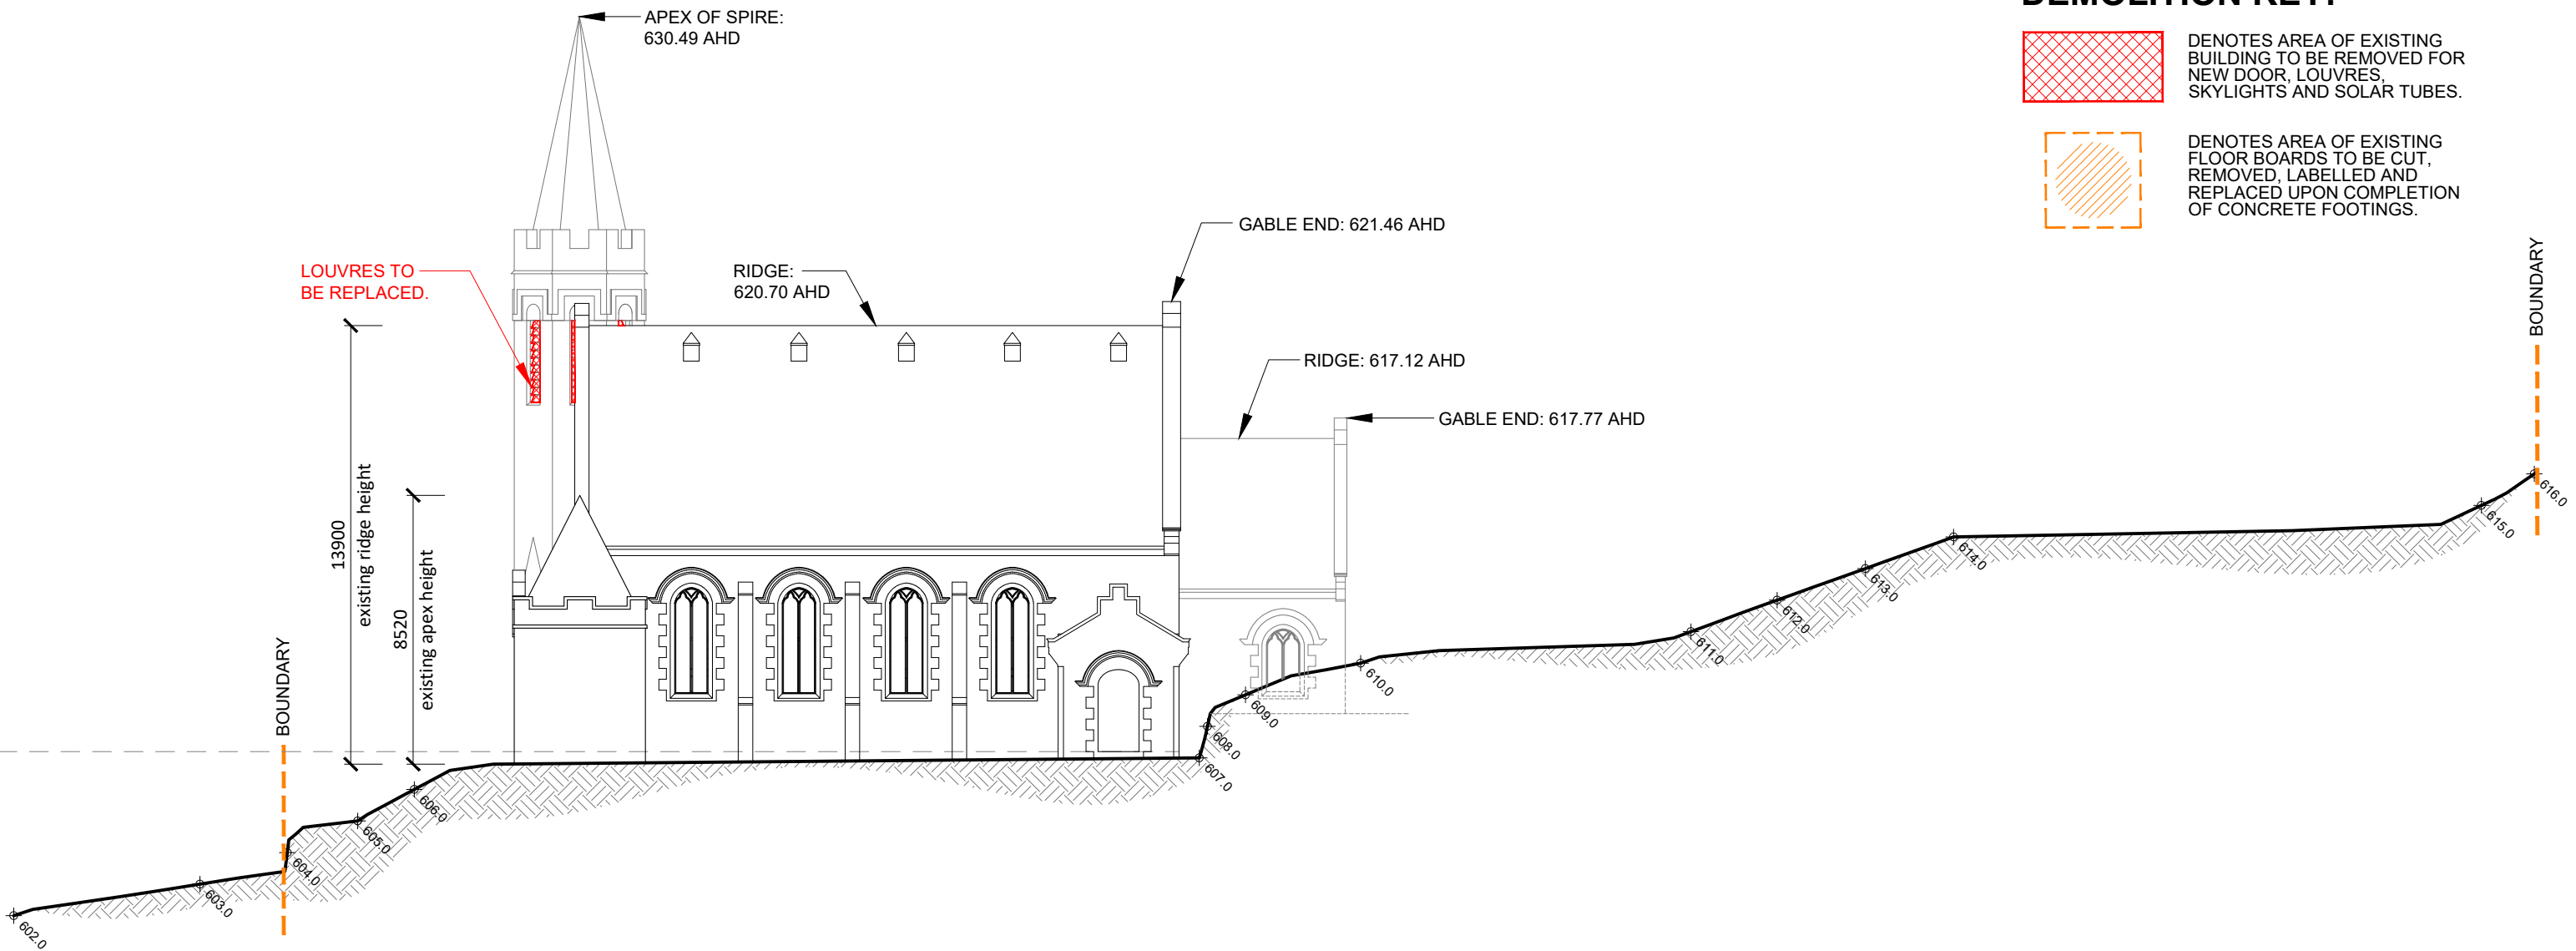 DEMOLITION KEY:
DENOTES AREA OF EXISTING
BUILDING TO BE REMOVED FOR
NEW DOOR, LOUVRES,
SKYLIGHTS AND SOLAR TUBES.
DENOTES AREA OF EXISTING
FLOOR BOARDS TO BE CUT,
REMOVED, LABELLED AND
REPLACED UPON COMPLETION
OF CONCRETE FOOTINGS.
APEX OF SPIRE:
630.49 AHD
GABLE END: 621.46 AHD
LOUVRES TO
BE REPLACED.
RIDGE:
620.70 AHD
RIDGE: 617.12 AHD
GABLE END: 617.77 AHD
13900
existing ridge height
8520
existing apex height
BOUNDARY
BOUNDARY
602.0
603.0
604.0
605.0
606.0
607.0
608.0
609.0
610.0
611.0
612.0
613.0
614.0
615.0
616.0